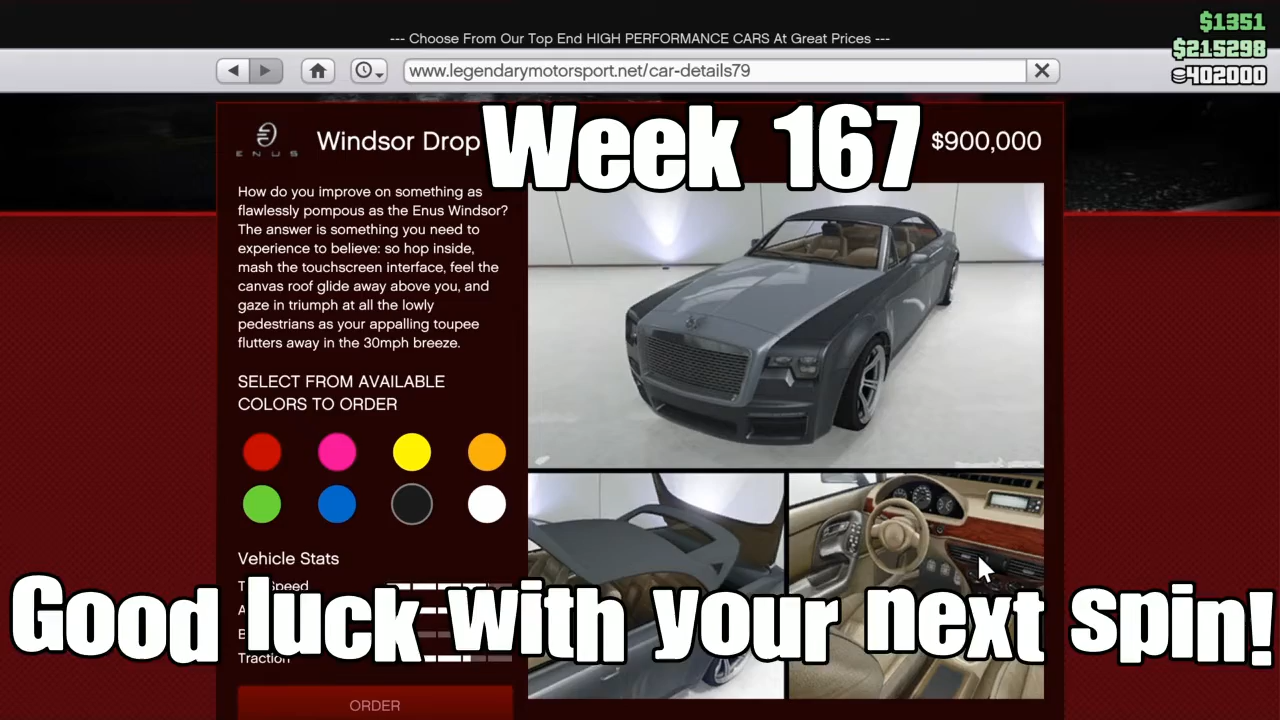 $1351
--- Choose From Our Top End HIGH PERFORMANCE CARS At Great Prices ---
$215298
www.legendarymotorsport.net/car-details79
402000
ENUS
Windsor Drop
Week 167
$900,000
How do you improve on something as
flawlessly pompous as the Enus Windsor?
The answer is something you need to
experience to believe: so hop inside,
mash the touchscreen interface, feel the
canvas roof glide away above you, and
gaze in triumph at all the lowly
pedestrians as your appalling toupee
flutters away in the 30mph breeze.
SELECT FROM AVAILABLE
COLORS TO ORDER
Vehicle Stats
Good luck with your next spin!
Traction
ORDER